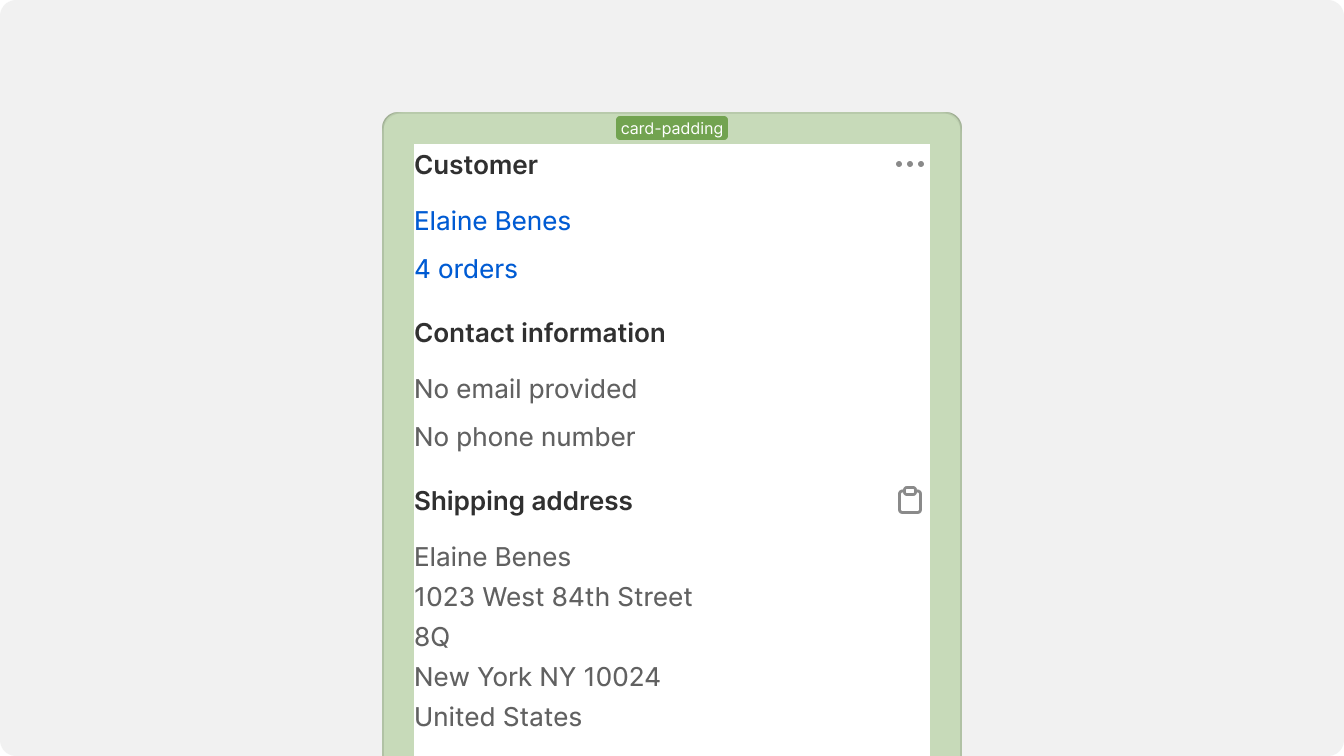 card-padding
Customer
Elaine Benes
4 orders
Contact information
No email provided
No phone number
Shipping address
Elaine Benes
1023 West 84th Street
8Q
New York NY 10024
United States